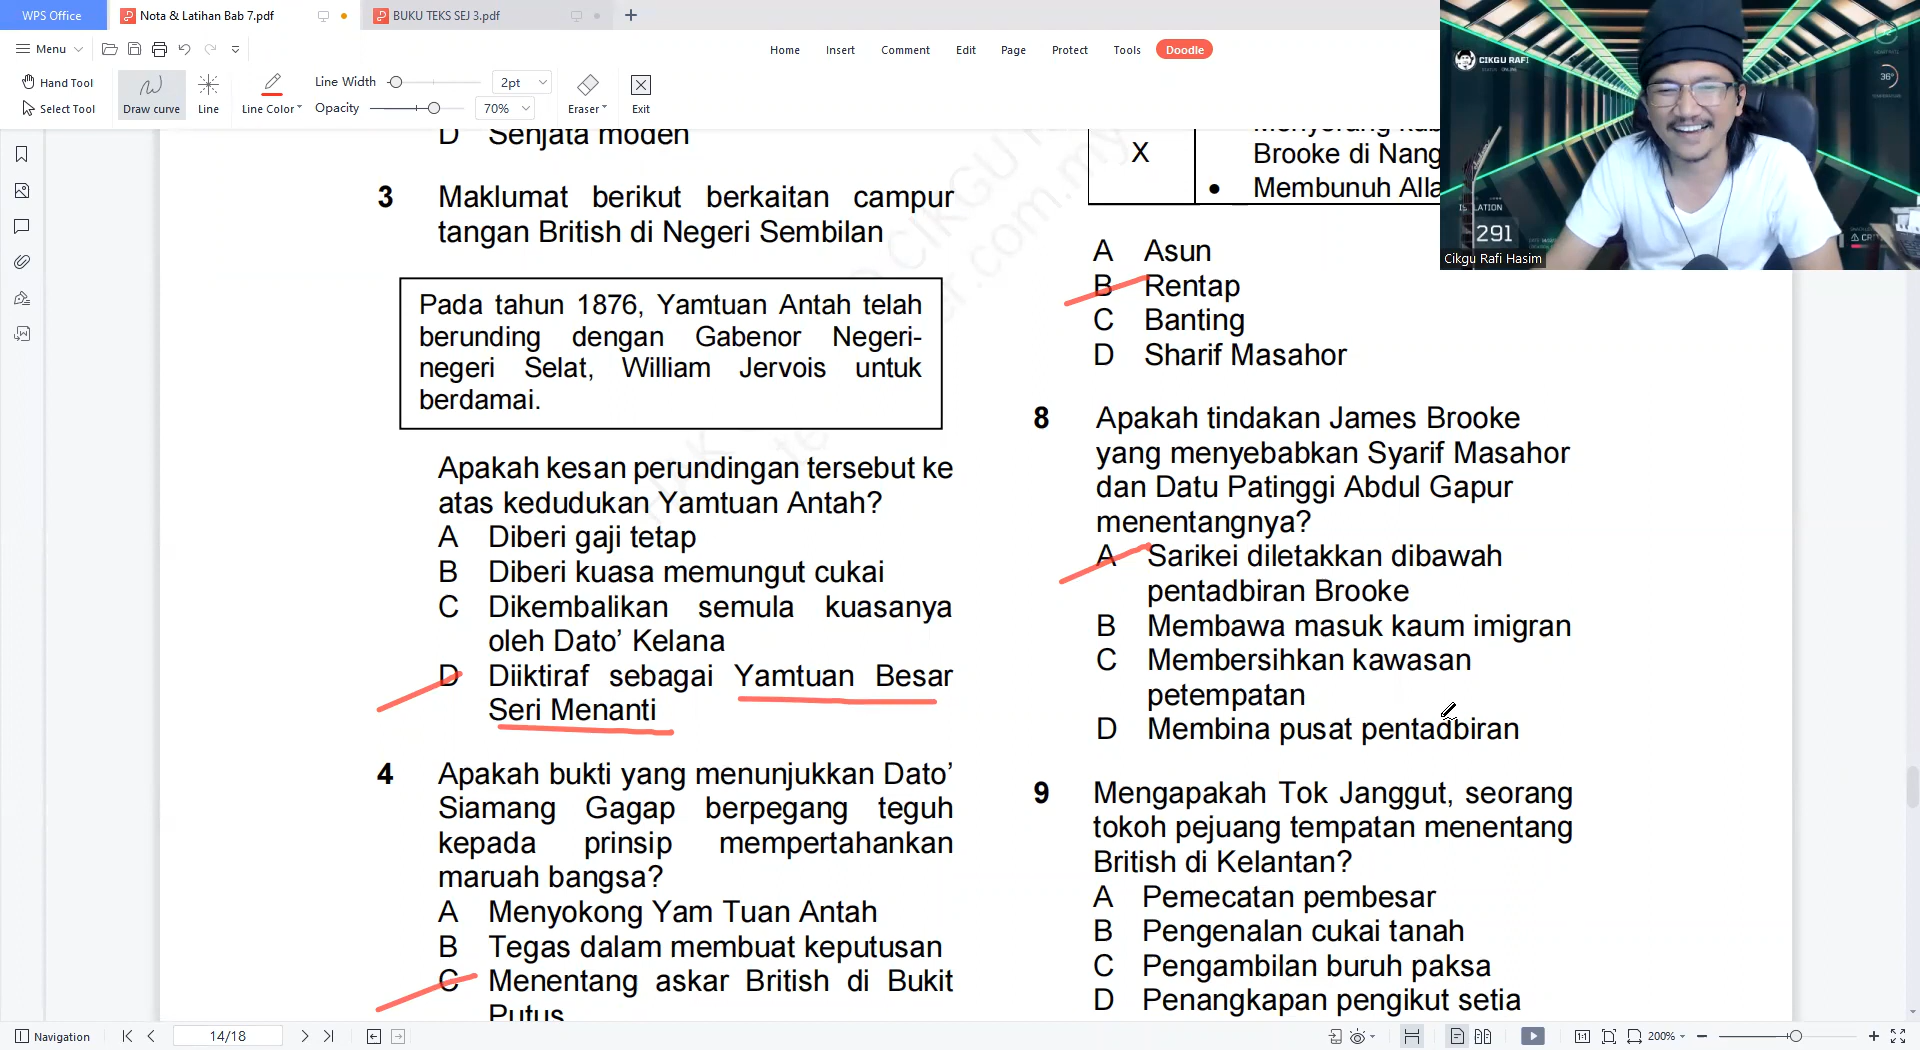 WPS Office
Nota & Latihan Bab 7.pdf
BUKU TEKS SEJ 3.pdf
Menu
Home
Insert
Comment
Edit
Page
Protect
Tools
Doodle
Hand Tool
Select Tool
Draw curve
Line
Line Color
Line Width
2pt
Opacity
70%
Eraser
Exit
D Senjata moden
3 Maklumat berikut berkaitan campur
tangan British di Negeri Sembilan
Pada tahun 1876, Yamtuan Antah telah
berunding dengan Gabenor Negeri-
negeri Selat, William Jervois untuk
berdamai.
Apakah kesan perundingan tersebut ke
atas kedudukan Yamtuan Antah?
A Diberi gaji tetap
B Diberi kuasa memungut cukai
C Dikembalikan semula kuasanya
oleh Dato’ Kelana
D Diiktiraf sebagai Yamtuan Besar
Seri Menanti
4 Apakah bukti yang menunjukkan Dato’
Siamang Gagap berpegang teguh
kepada prinsip mempertahankan
maruah bangsa?
A Menyokong Yam Tuan Antah
B Tegas dalam membuat keputusan
C Menentang askar British di Bukit
Putus
X
Brooke di Nang
• Membunuh Alla
A Asun
B Rentap
C Banting
D Sharif Masahor
8 Apakah tindakan James Brooke
yang menyebabkan Syarif Masahor
dan Datu Patinggi Abdul Gapur
menentangnya?
A Sarikei diletakkan dibawah
pentadbiran Brooke
B Membawa masuk kaum imigran
C Membersihkan kawasan
petempatan
D Membina pusat pentadbiran
9 Mengapakah Tok Janggut, seorang
tokoh pejuang tempatan menentang
British di Kelantan?
A Pemecatan pembesar
B Pengenalan cukai tanah
C Pengambilan buruh paksa
D Penangkapan pengikut setia
CIKGU RAFI
36°
291
Cikgu Rafi Hasim
Navigation
14/18
1:1
200%